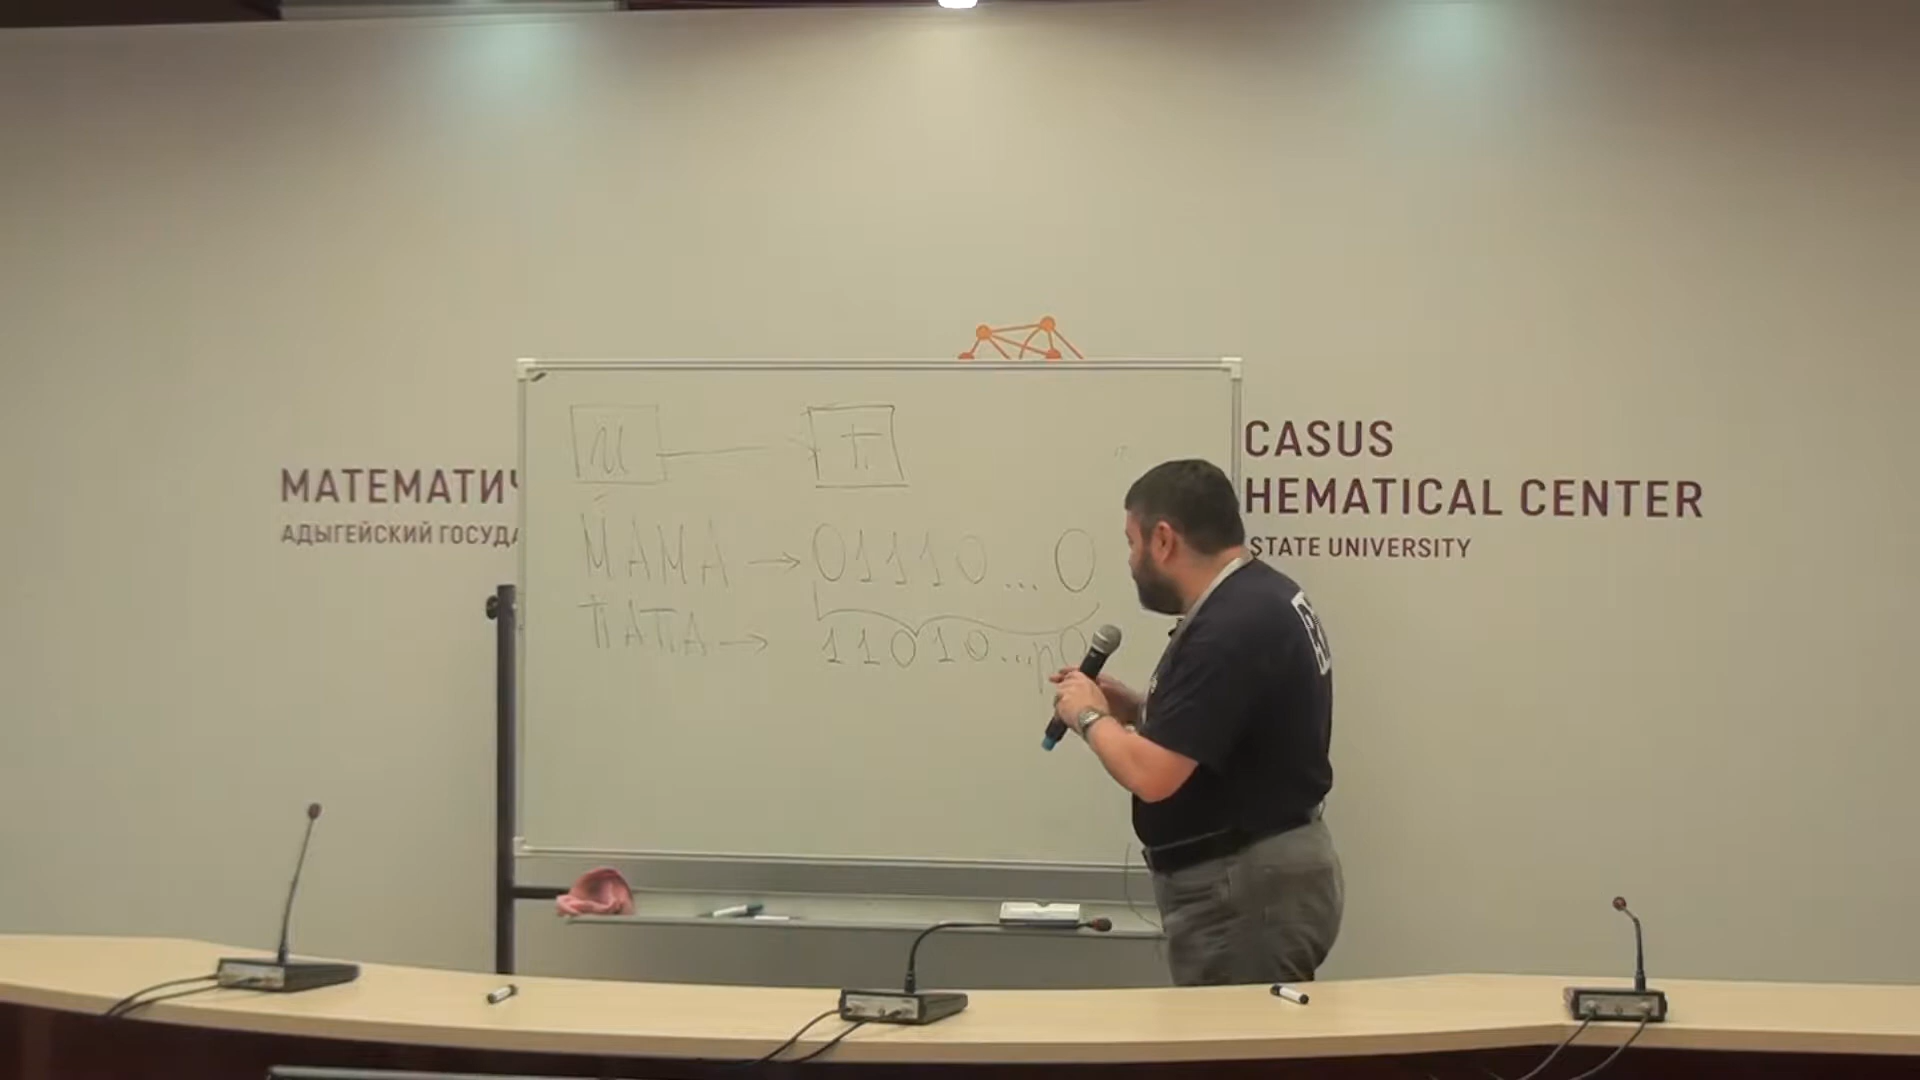 МАТЕМАТИЧ
АДЫГЕЙСКИЙ ГОСУДА
CASUS
HEMATICAL CENTER
STATE UNIVERSITY
И П
МАМА → 01110...0
ПАПА → 11010...